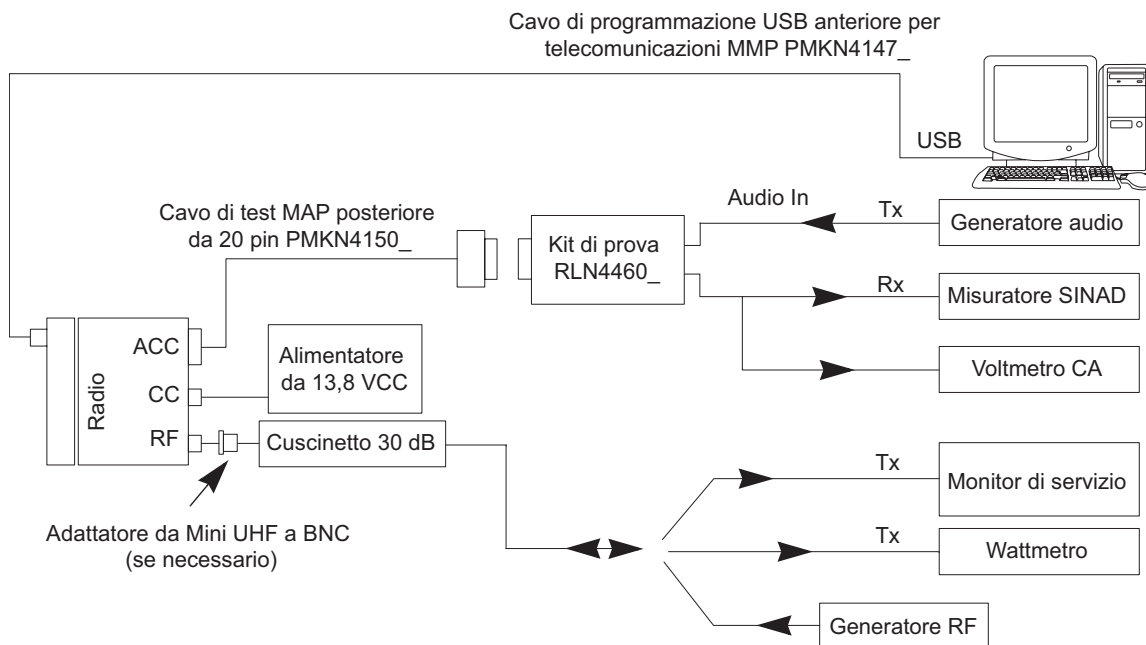 Cavo di programmazione USB anteriore per
telecomunicazioni MMP PMKN4147_
USB
Cavo di test MAP posteriore
da 20 pin PMKN4150_
Kit di prova
RLN4460_
Audio In
Tx
Generatore audio
Rx
Misuratore SINAD
Voltmetro CA
Radio
ACC
CC
RF
Alimentatore
da 13,8 VCC
Cuscinetto 30 dB
Adattatore da Mini UHF a BNC
(se necessario)
Tx
Monitor di servizio
Tx
Wattmetro
Generatore RF